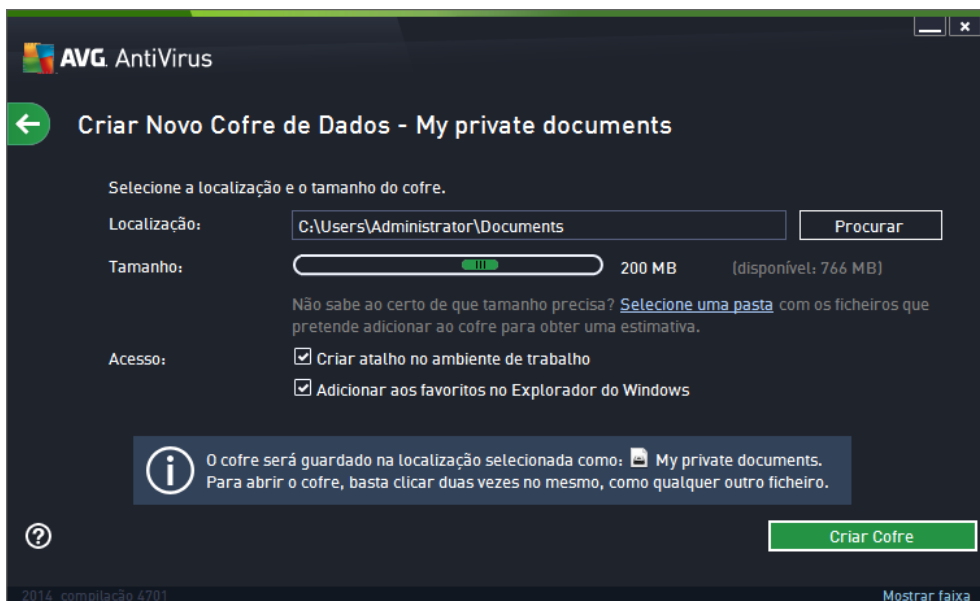 AVG. AntiVirus
Criar Novo Cofre de Dados - My private documents
Selecione a localização e o tamanho do cofre.
Localização: C:\Users\Administrator\Documents Procurar
Tamanho: 200 MB (disponível: 766 MB)
Não sabe ao certo de que tamanho precisa? Selecione uma pasta com os ficheiros que
pretende adicionar ao cofre para obter uma estimativa.
Acesso: Criar atalho no ambiente de trabalho
Adicionar aos favoritos no Explorador do Windows
O cofre será guardado na localização selecionada como: My private documents.
Para abrir o cofre, basta clicar duas vezes no mesmo, como qualquer outro ficheiro.
Criar Cofre
2014 compilação 4701 Mostrar faixa